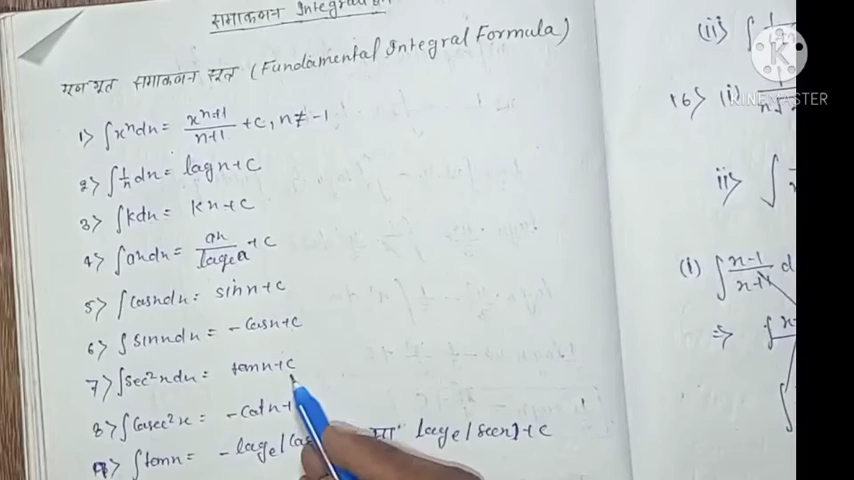 समाकलन Integration
मूलभूत समाकलन सूत्र (Fundamental Integral Formula)
1> ∫xⁿdx = xⁿ⁺¹/n+1 + c, n ≠ -1
2> ∫1/x dx = logx + c
3> ∫kdx = kx + c
4> ∫aˣdx = aˣ/logₑa + c
5> ∫cosxdx = sinx + c
6> ∫sinxdx = -cosx + c
7> ∫sec²xdx = tanx + c
8> ∫cosec²x = -cotx +
9> ∫tanx = -logₑ|cos या logₑ|secx| + c
(ii) ∫
16> (i)
ii> ∫
(i) ∫ x-1/x+1 d
⇒ ∫
KINEMASTER